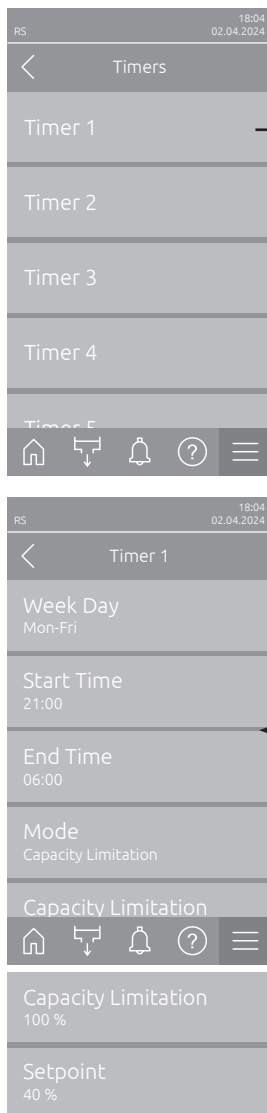 18:04
RS 02.04.2024
Timers
Timer 1
Timer 2
Timer 3
Timer 4
Timer 5
?
18:04
RS 02.04.2024
Timer 1
Week Day
Mon-Fri
Start Time
21:00
End Time
06:00
Mode
Capacity Limitation
Capacity Limitation
?
Capacity Limitation
100 %
Setpoint
40 %